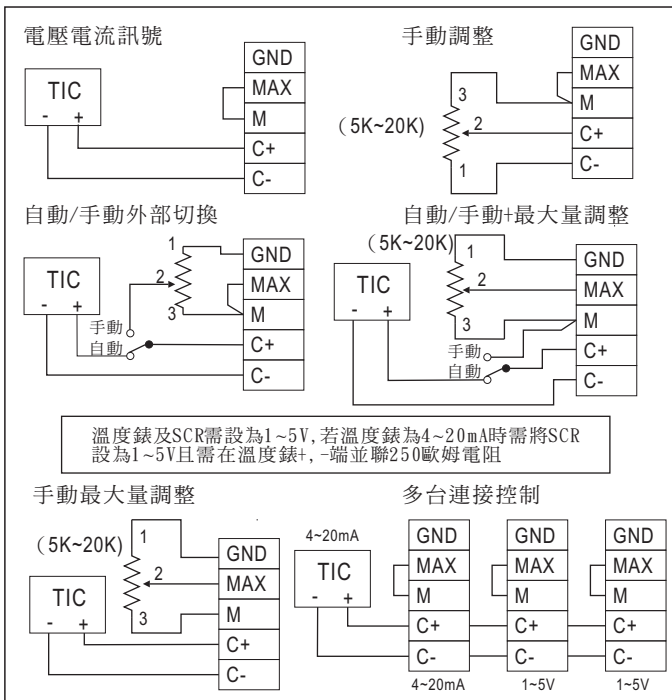 電壓電流訊號
TIC
- +
GND
MAX
M
C+
C-
手動調整
(5K~20K)
3
2
1
GND
MAX
M
C+
C-
自動/手動外部切換
TIC
- +
1
2
3
手動
自動
GND
MAX
M
C+
C-
自動/手動+最大量調整
(5K~20K)
TIC
- +
1
2
3
手動
自動
GND
MAX
M
C+
C-
溫度錶及SCR需設為1~5V,若溫度錶為4~20mA時需將SCR
設為1~5V且需在溫度錶+,-端並聯250歐姆電阻
手動最大量調整
(5K~20K)
TIC
- +
1
2
3
GND
MAX
M
C+
C-
多台連接控制
4~20mA
TIC
- +
GND
MAX
M
C+
C-
4~20mA
GND
MAX
M
C+
C-
1~5V
GND
MAX
M
C+
C-
1~5V